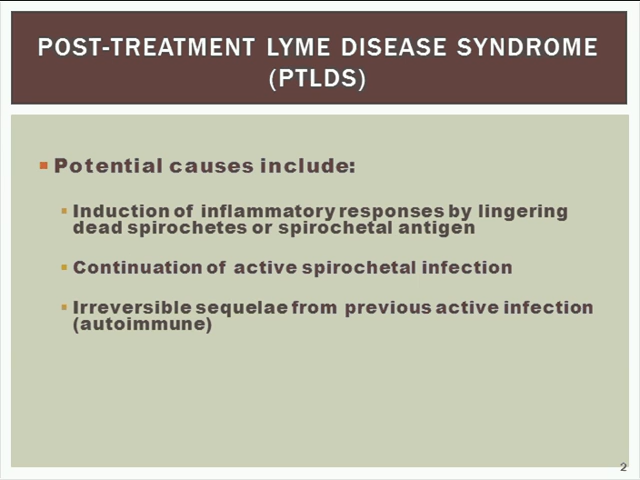 POST-TREATMENT LYME DISEASE SYNDROME
(PTLDS)
Potential causes include:
Induction of inflammatory responses by lingering
dead spirochetes or spirochetal antigen
Continuation of active spirochetal infection
Irreversible sequelae from previous active infection
(autoimmune)
2